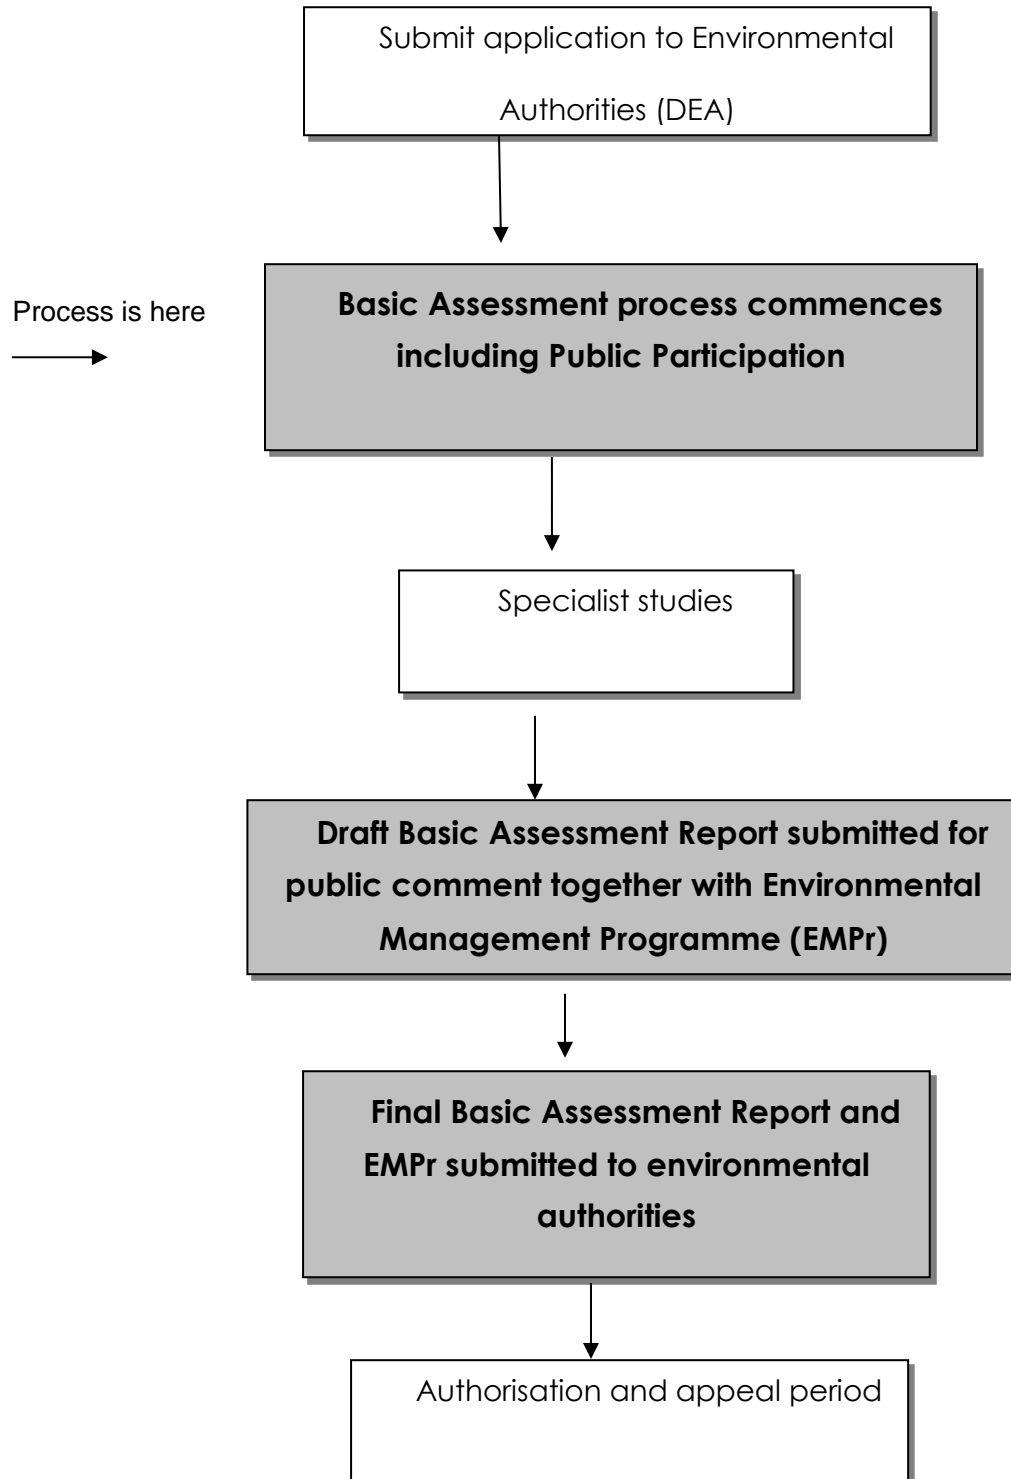 Submit application to Environmental
Authorities (DEA)
Process is here
Basic Assessment process commences
including Public Participation
Specialist studies
Draft Basic Assessment Report submitted for
public comment together with Environmental
Management Programme (EMPr)
Final Basic Assessment Report and
EMPr submitted to environmental
authorities
Authorisation and appeal period